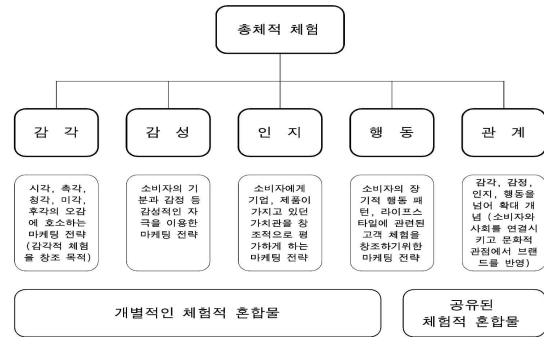 총체적 체험
감각
감성
인지
행동
관계
시각, 촉각,
청각, 미각,
후각의 오감
에 호소하는
마케팅 전략
(감각적 체험
을 창조 목적)
소비자의 기
분과 감정 등
감성적인 자
극을 이용한
마케팅 전략
소비자에게
기업, 제품이
가지고 있던
가치관을 창
조적으로 평
가하게 하는
마케팅 전략
소비자의 장
기적 행동 패
턴, 라이프스
타일에 관련된
고객 체험을
창조하기위한
마케팅 전략
감각, 감정,
인지, 행동을
넘어 확대 개
념 (소비자와
사회를 연결시
키고 문화적
관점에서 브랜
드를 반영)
개별적인 체험적 혼합물
공유된
체험적 혼합물